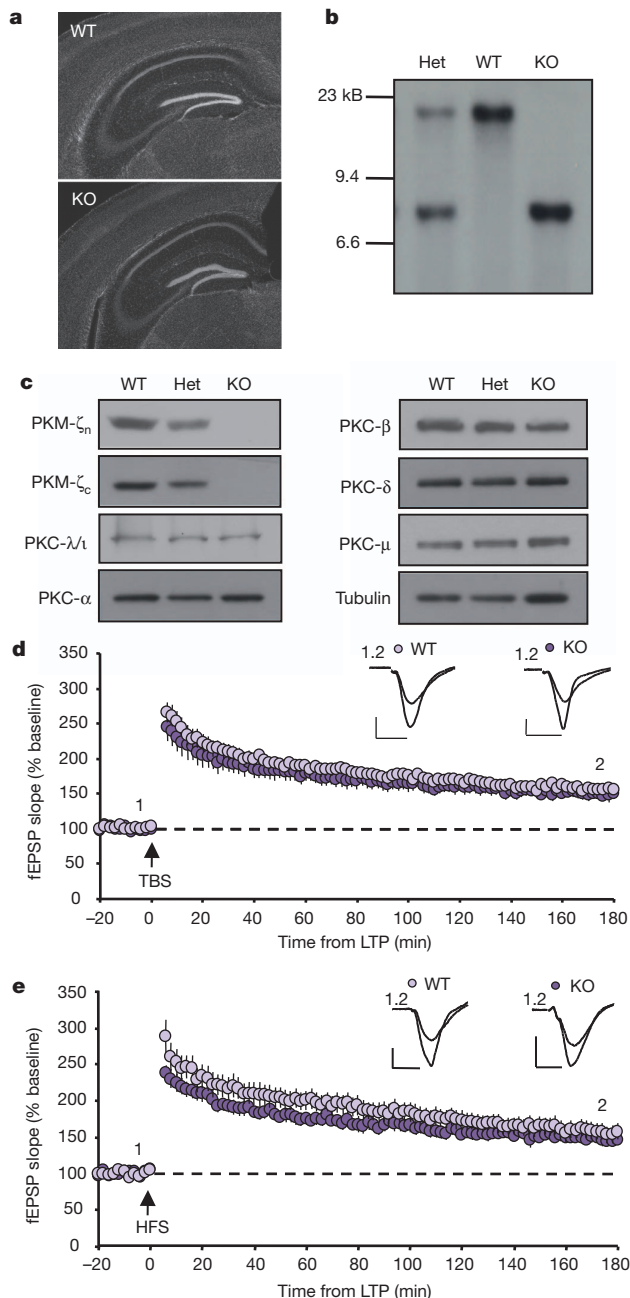 a
WT
KO
b
Het WT KO
23 kB
9.4
6.6
c
WT Het KO
PKM-ζn
PKM-ζc
PKC-λ/ι
PKC-α
WT Het KO
PKC-β
PKC-δ
PKC-μ
Tubulin
d
350
300
250
200
150
100
50
0
fEPSP slope (% baseline)
WT
KO
1.2
1.2
1
2
TBS
–20 0 20 40 60 80 100 120 140 160 180
Time from LTP (min)
e
350
300
250
200
150
100
50
0
fEPSP slope (% baseline)
WT
KO
1.2
1.2
1
2
HFS
–20 0 20 40 60 80 100 120 140 160 180
Time from LTP (min)